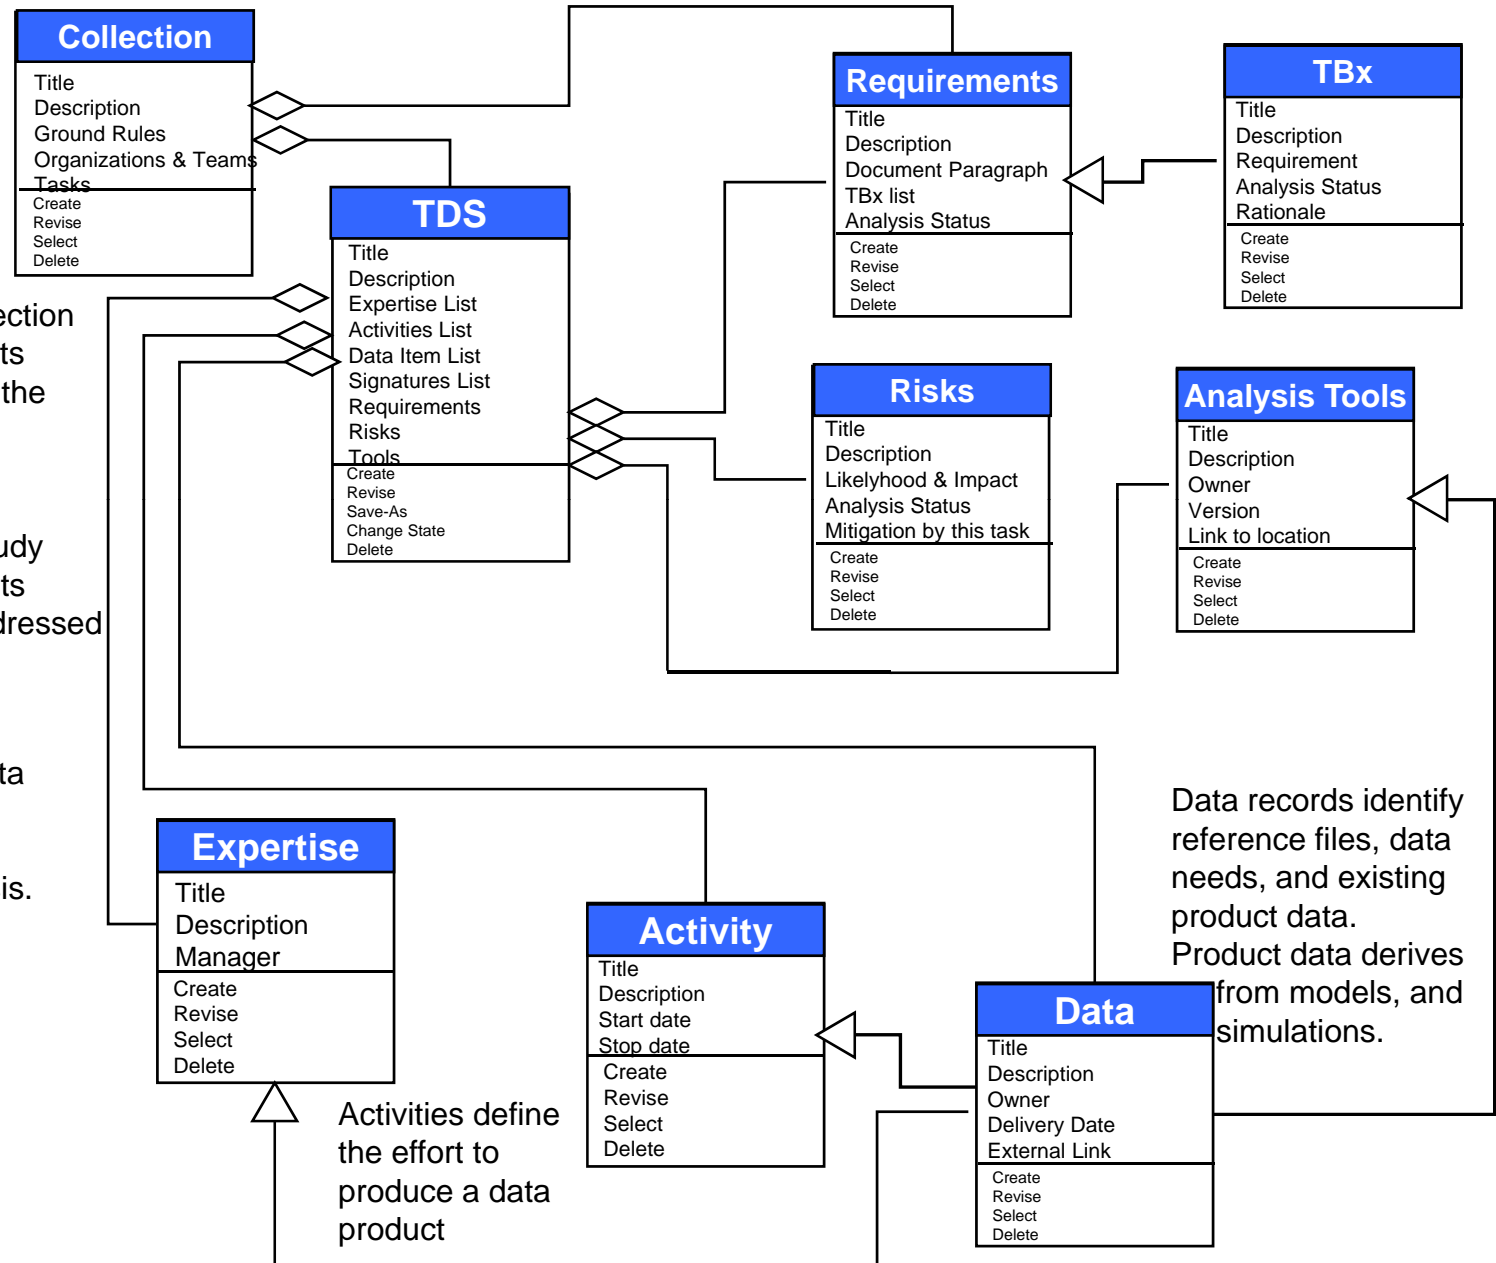 Collection
Title
Description
Ground Rules
Organizations & Teams
Tasks
Create
Revise
Select
Delete
Requirements
Title
Description
Document Paragraph
TBx list
Analysis Status
Create
Revise
Select
Delete
TBx
Title
Description
Requirement
Analysis Status
Rationale
Create
Revise
Select
Delete
TDS
Title
Description
Expertise List
Activities List
Data Item List
Signatures List
Requirements
Risks
Tools
Create
Revise
Save-As
Change State
Delete
Risks
Title
Description
Likelyhood & Impact
Analysis Status
Mitigation by this task
Create
Revise
Select
Delete
Analysis Tools
Title
Description
Owner
Version
Link to location
Create
Revise
Select
Delete
ection
ts
the
udy
ts
dressed
ta
is.
Expertise
Title
Description
Manager
Create
Revise
Select
Delete
Activities define
the effort to
produce a data
product
Activity
Title
Description
Start date
Stop date
Create
Revise
Select
Delete
Data
Title
Description
Owner
Delivery Date
External Link
Create
Revise
Select
Delete
Data records identify
reference files, data
needs, and existing
product data.
Product data derives
from models, and
simulations.